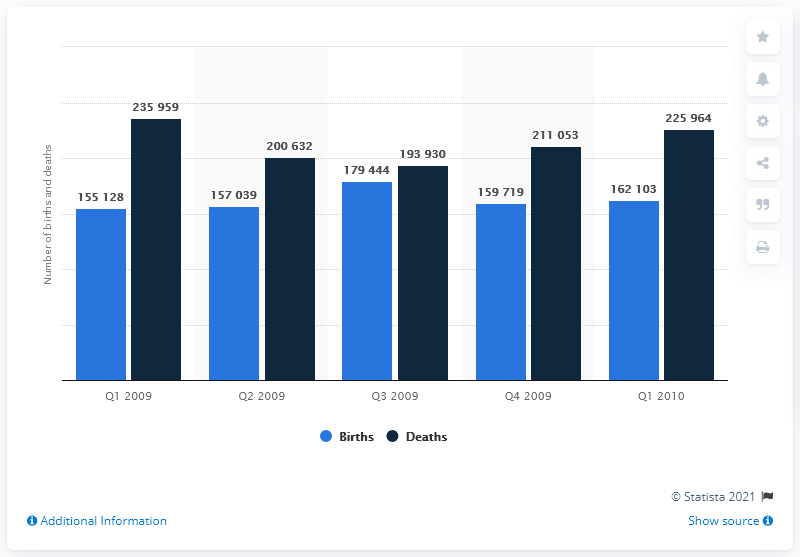 Number of births and deaths
235 959
225 964
211 053
200 632
193 930
179 444
162 103
159 719
157 039
155 128
Q1 2009 Q2 2009 Q3 2009 Q4 2009 Q1 2010
Births Deaths
© Statista 2021
Additional Information Show source